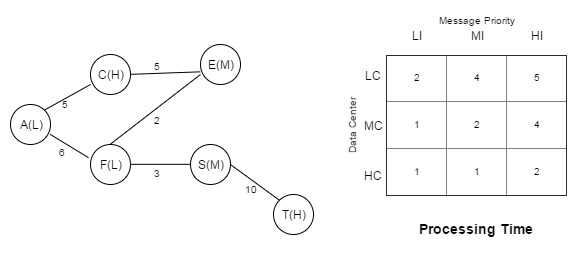 C(H)
5
E(M)
5
A(L)
2
6
F(L)
3
S(M)
10
T(H)
Message Priority
LI MI HI
Data Center
LC 2 4 5
MC 1 2 4
HC 1 1 2
Processing Time